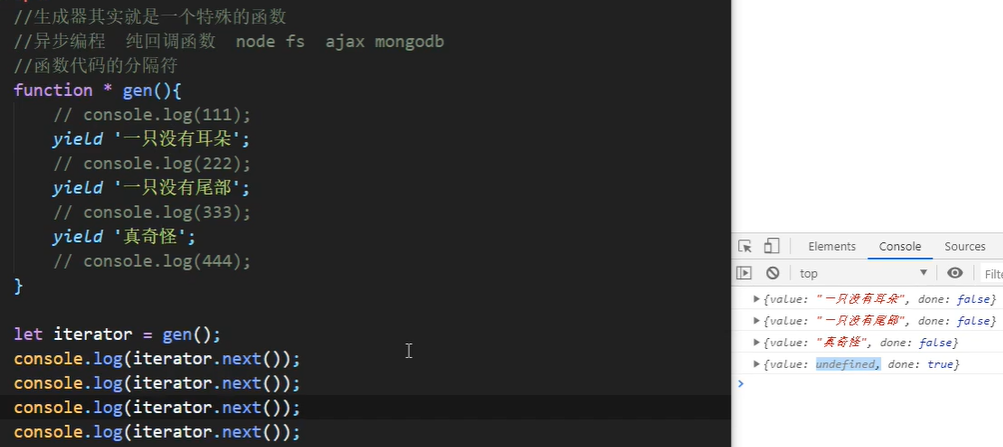 //生成器其实就是一个特殊的函数
//异步编程  纯回调函数  node fs  ajax mongodb
//函数代码的分隔符
function * gen(){
    // console.log(111);
    yield '一只没有耳朵';
    // console.log(222);
    yield '一只没有尾部';
    // console.log(333);
    yield '真奇怪';
    // console.log(444);
}
let iterator = gen();
console.log(iterator.next());
console.log(iterator.next());
console.log(iterator.next());
console.log(iterator.next());
Elements Console Sources
top Filte
{value: "一只没有耳朵", done: false}
{value: "一只没有尾部", done: false}
{value: "真奇怪", done: false}
{value: undefined, done: true}